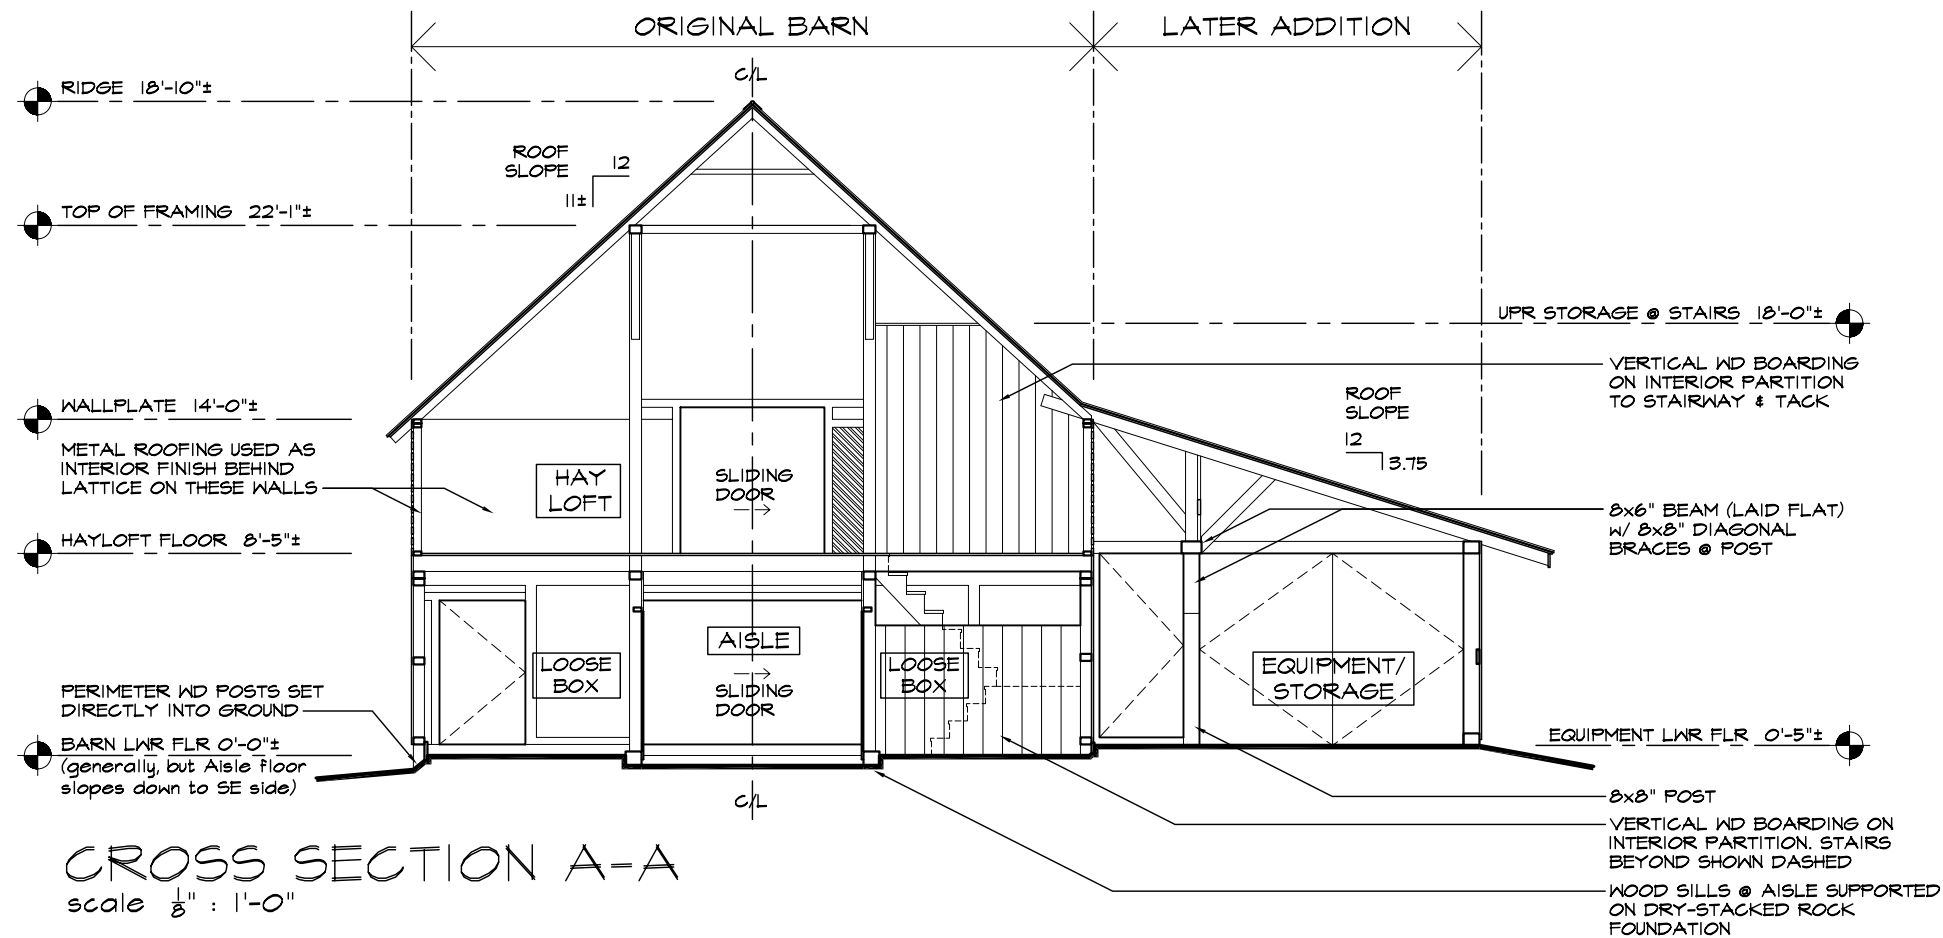 ORIGINAL BARN
LATER ADDITION
C/L
RIDGE 18'-10"±
ROOF
SLOPE
12
11±
TOP OF FRAMING 22'-1"±
UPR STORAGE @ STAIRS 18'-0"±
VERTICAL WD BOARDING
ON INTERIOR PARTITION
TO STAIRWAY & TACK
ROOF
SLOPE
12
3.75
WALLPLATE 14'-0"±
METAL ROOFING USED AS
INTERIOR FINISH BEHIND
LATTICE ON THESE WALLS
HAY
LOFT
SLIDING
DOOR
8x6" BEAM (LAID FLAT)
w/ 8x8" DIAGONAL
BRACES @ POST
HAYLOFT FLOOR 8'-5"±
AISLE
SLIDING
DOOR
LOOSE
BOX
LOOSE
BOX
EQUIPMENT/
STORAGE
PERIMETER WD POSTS SET
DIRECTLY INTO GROUND
BARN LWR FLR 0'-0"±
(generally, but Aisle floor
slopes down to SE side)
EQUIPMENT LWR FLR 0'-5"±
C/L
8x8" POST
VERTICAL WD BOARDING ON
INTERIOR PARTITION. STAIRS
BEYOND SHOWN DASHED
WOOD SILLS @ AISLE SUPPORTED
ON DRY-STACKED ROCK
FOUNDATION
CROSS SECTION A-A
scale 1/8" : 1'-0"